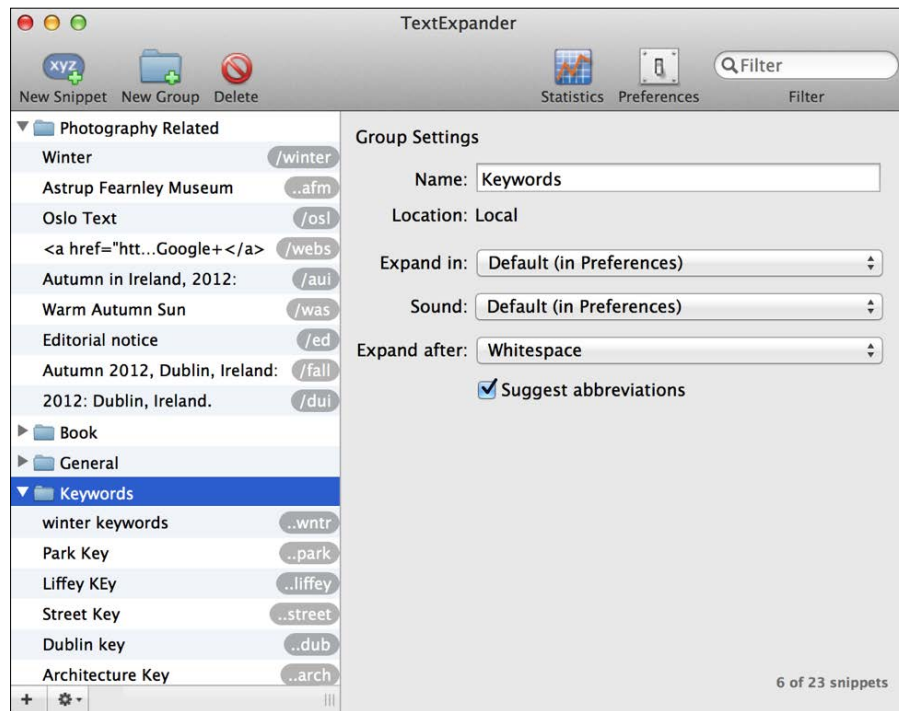 TextExpander
xyz
New Snippet New Group Delete Statistics Preferences Filter
Filter
Photography Related
Winter /winter
Astrup Fearnley Museum ..afm
Oslo Text /osl
<a href="htt...Google+</a> /webs
Autumn in Ireland, 2012: /aui
Warm Autumn Sun /was
Editorial notice /ed
Autumn 2012, Dublin, Ireland: /fall
2012: Dublin, Ireland. /dui
Book
General
Keywords
winter keywords ..wntr
Park Key ..park
Liffey KEy ..liffey
Street Key ..street
Dublin key ..dub
Architecture Key ..arch
Group Settings
Name: Keywords
Location: Local
Expand in: Default (in Preferences)
Sound: Default (in Preferences)
Expand after: Whitespace
Suggest abbreviations
6 of 23 snippets